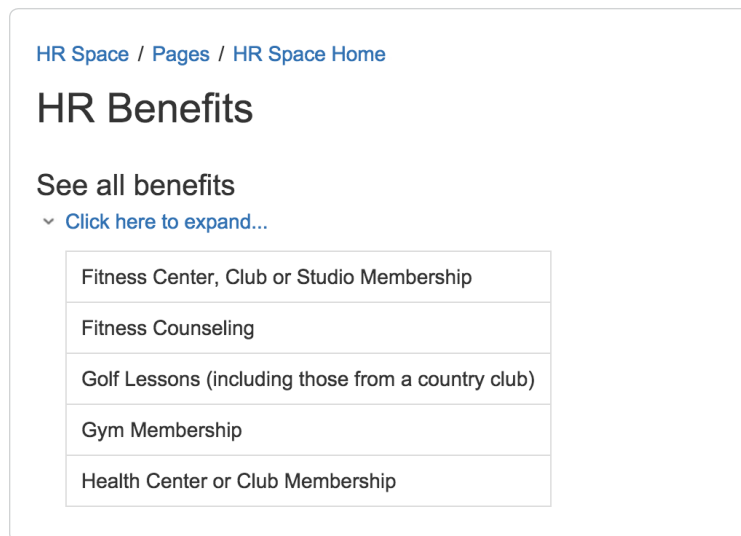 HR Space / Pages / HR Space Home
HR Benefits
See all benefits
Click here to expand...
Fitness Center, Club or Studio Membership
Fitness Counseling
Golf Lessons (including those from a country club)
Gym Membership
Health Center or Club Membership